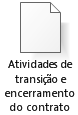 Atividades de
transição e
encerramento
do contrato